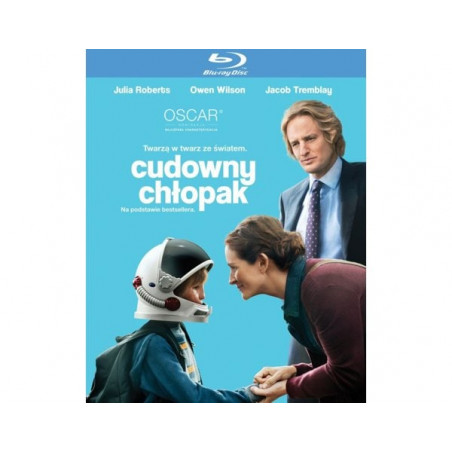 Blu-ray Disc
Julia Roberts Owen Wilson Jacob Tremblay
OSCAR®
Twarzą w twarz ze światem.
cudowny
chłopak
Na podstawie bestsellera.